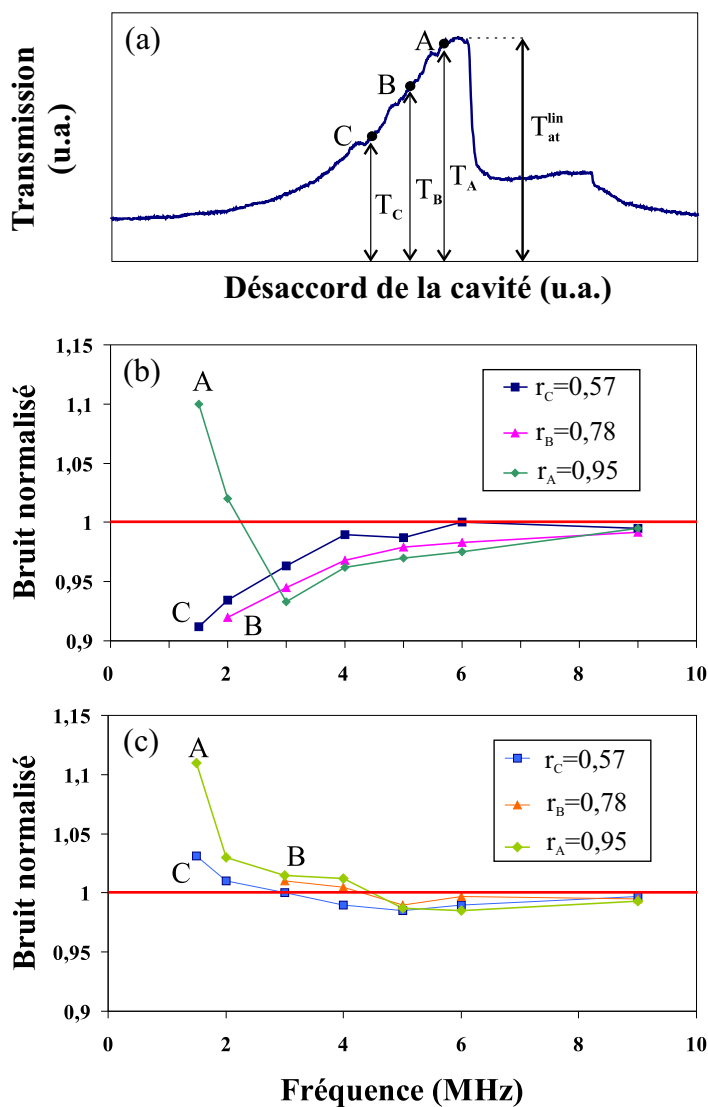 (a)
Transmission
(u.a.)
A
B
C
T_C
T_B
T_A
T_at^lin
Désaccord de la cavité (u.a.)
(b)
Bruit normalisé
1,15
1,1
1,05
1
0,95
0,9
0 2 4 6 8 10
A
C
B
r_C=0,57
r_B=0,78
r_A=0,95
(c)
Bruit normalisé
1,15
1,1
1,05
1
0,95
0,9
0 2 4 6 8 10
A
B
C
r_C=0,57
r_B=0,78
r_A=0,95
Fréquence (MHz)